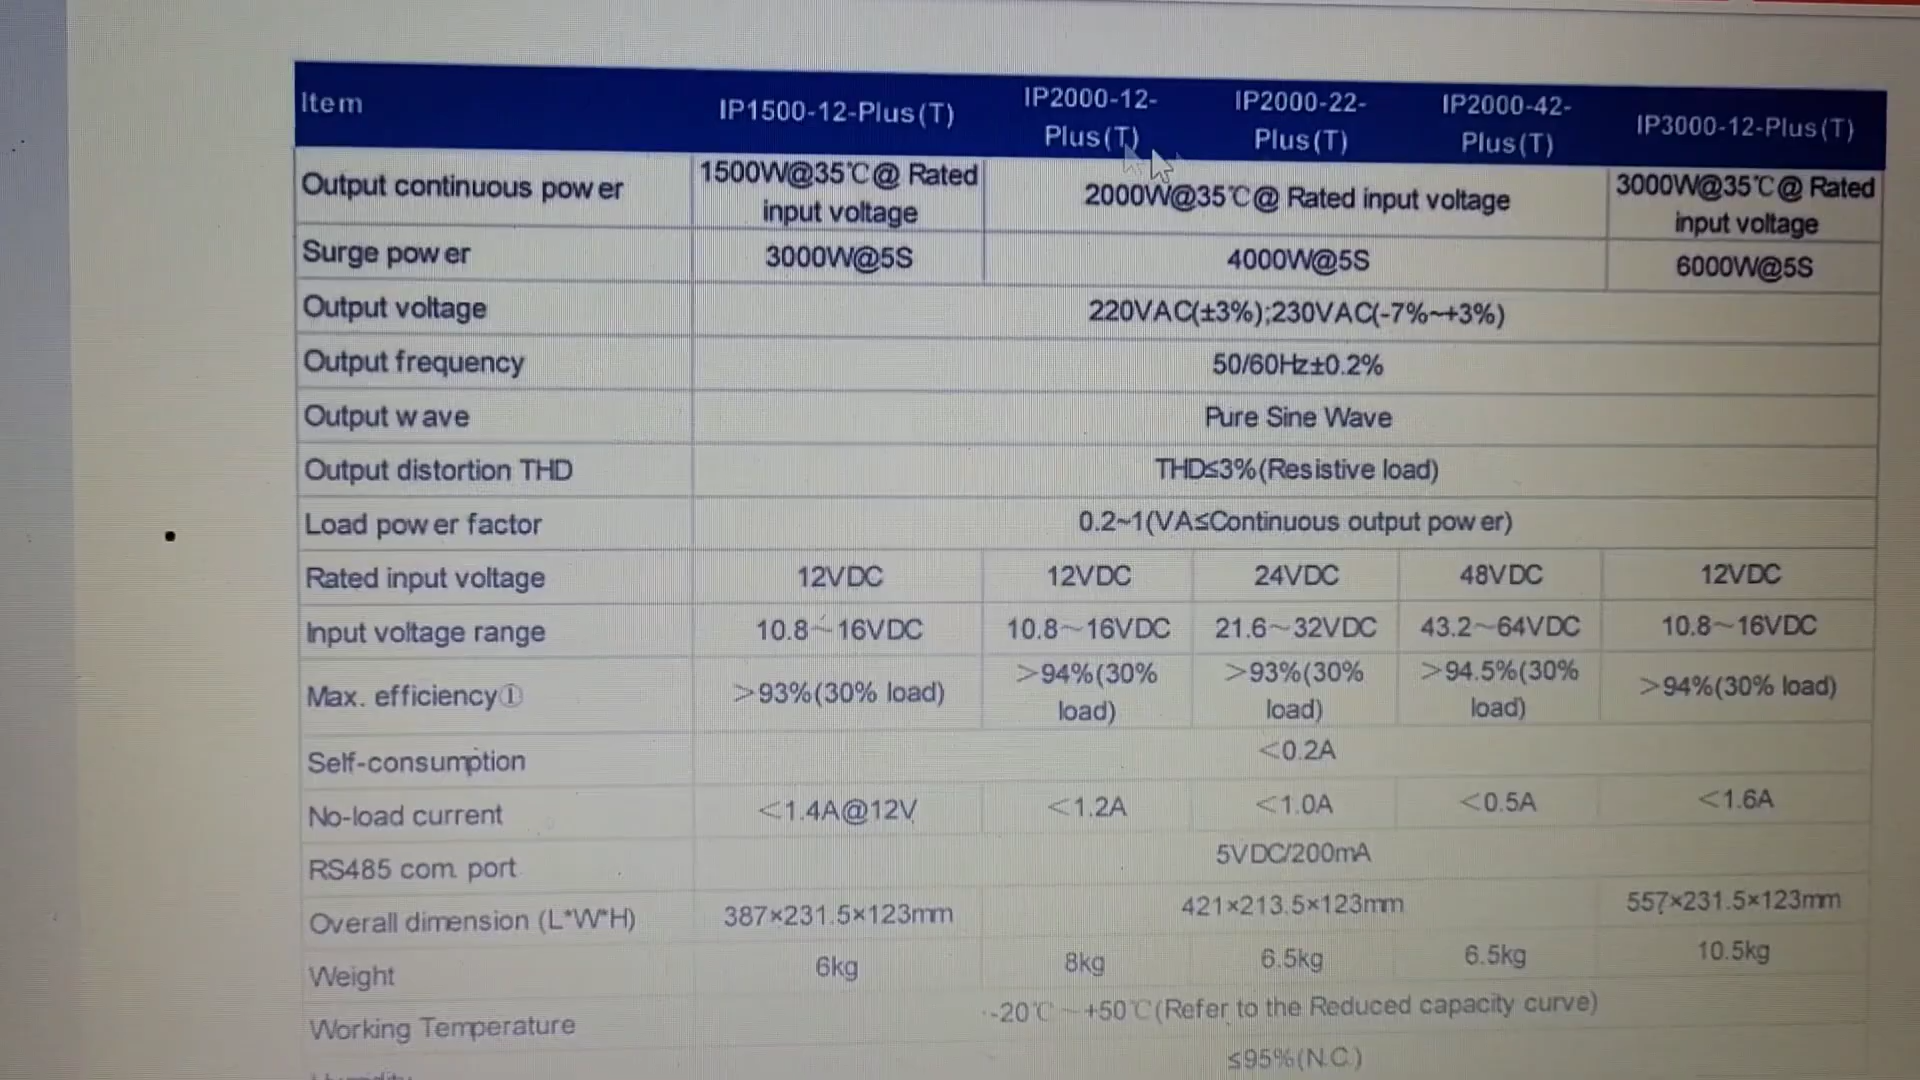 Item IP1500-12-Plus(T) IP2000-12-Plus(T) IP2000-22-Plus(T) IP2000-42-Plus(T) IP3000-12-Plus(T)
Output continuous power 1500W@35℃@ Rated input voltage 2000W@35℃@ Rated input voltage 3000W@35℃@ Rated input voltage
Surge power 3000W@5S 4000W@5S 6000W@5S
Output voltage 220VAC(±3%);230VAC(-7%~+3%)
Output frequency 50/60Hz±0.2%
Output wave Pure Sine Wave
Output distortion THD THD≤3%(Resistive load)
Load power factor 0.2~1(VA≤Continuous output power)
Rated input voltage 12VDC 12VDC 24VDC 48VDC 12VDC
Input voltage range 10.8~16VDC 10.8~16VDC 21.6~32VDC 43.2~64VDC 10.8~16VDC
Max. efficiency① >93%(30% load) >94%(30% load) >93%(30% load) >94.5%(30% load) >94%(30% load)
Self-consumption <0.2A
No-load current <1.4A@12V <1.2A <1.0A <0.5A <1.6A
RS485 com. port 5VDC/200mA
Overall dimension (L*W*H) 387×231.5×123mm 421×213.5×123mm 557×231.5×123mm
Weight 6kg 8kg 6.5kg 6.5kg 10.5kg
Working Temperature -20℃~+50℃(Refer to the Reduced capacity curve)
≤95%(N.C.)